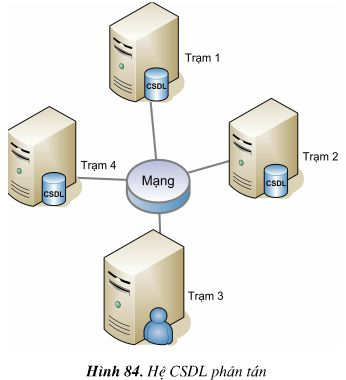 Trạm 1
CSDL
Trạm 4
CSDL
Mạng
Trạm 2
CSDL
Trạm 3
Hình 84. Hệ CSDL phân tán